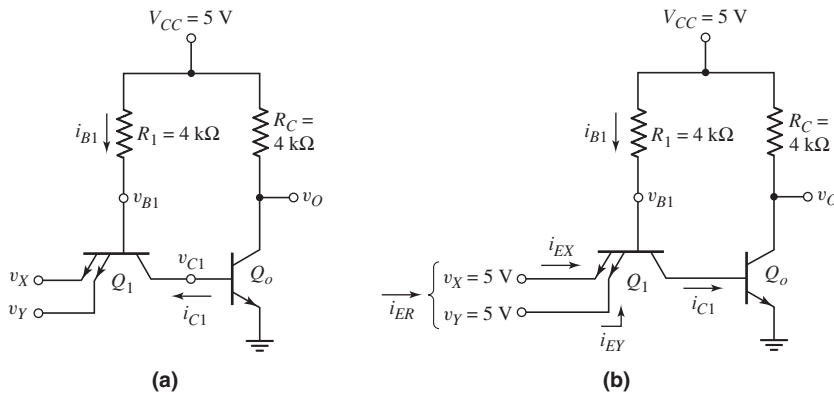 V_CC = 5 V
i_B1
R_1 = 4 kΩ
R_C =
4 kΩ
v_B1
v_O
v_X
v_Y
Q_1
v_C1
i_C1
Q_o
(a)
V_CC = 5 V
i_B1
R_1 = 4 kΩ
R_C =
4 kΩ
v_B1
v_O
i_EX
v_X = 5 V
v_Y = 5 V
i_ER
Q_1
i_EY
i_C1
Q_o
(b)